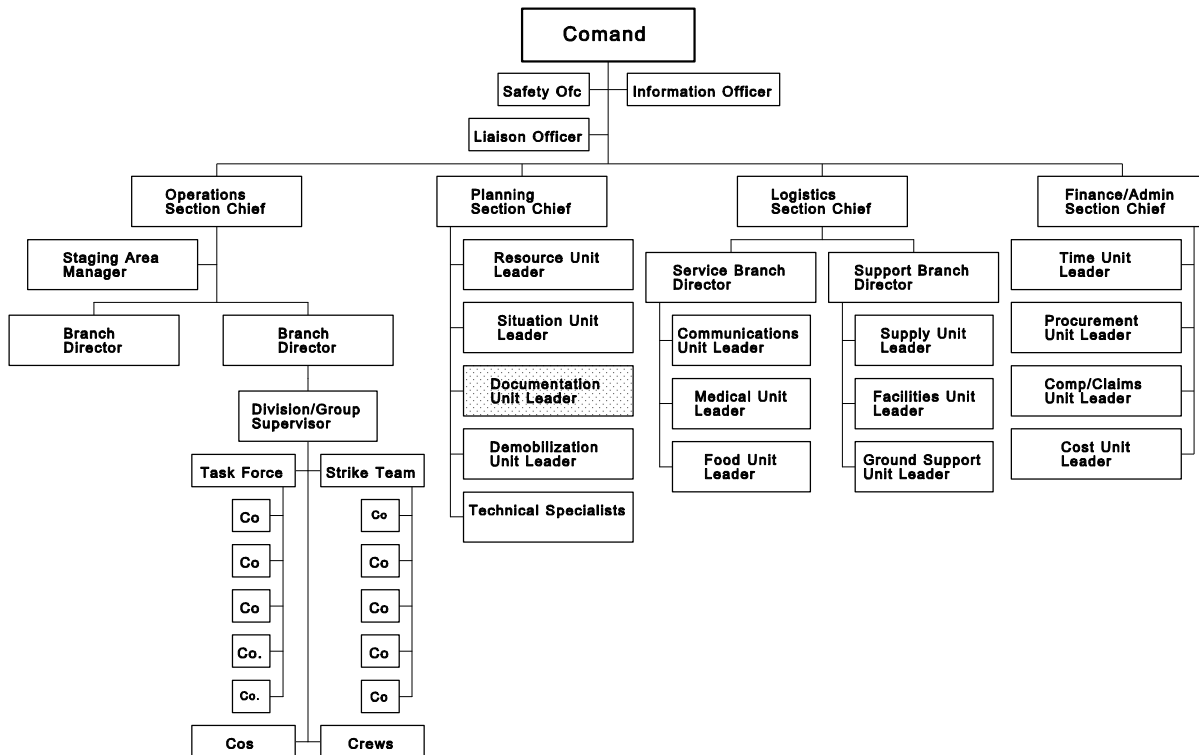 Comand
Safety Ofc
Information Officer
Liaison Officer
Operations
Section Chief
Planning
Section Chief
Logistics
Section Chief
Finance/Admin
Section Chief
Staging Area
Manager
Branch
Director
Branch
Director
Division/Group
Supervisor
Task Force
Strike Team
Co
Co
Co
Co.
Co.
Co
Co
Co
Co
Co
Cos
Crews
Resource Unit
Leader
Situation Unit
Leader
Documentation
Unit Leader
Demobilization
Unit Leader
Technical Specialists
Service Branch
Director
Communications
Unit Leader
Medical Unit
Leader
Food Unit
Leader
Support Branch
Director
Supply Unit
Leader
Facilities Unit
Leader
Ground Support
Unit Leader
Time Unit
Leader
Procurement
Unit Leader
Comp/Claims
Unit Leader
Cost Unit
Leader